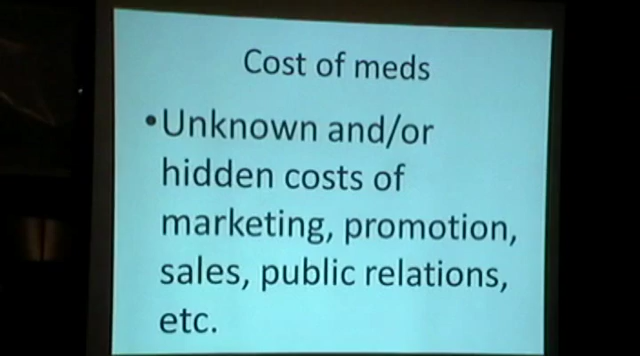 Cost of meds
•Unknown and/or
hidden costs of
marketing, promotion,
sales, public relations,
etc.